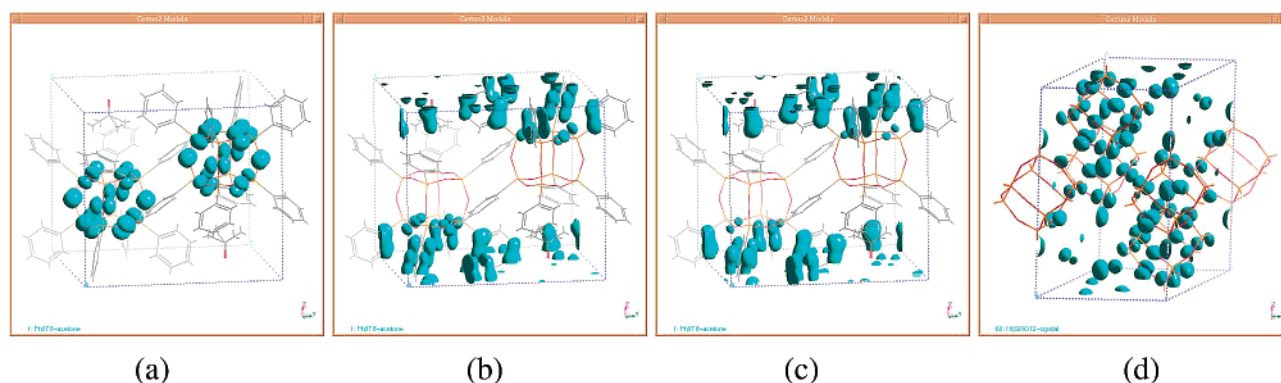 Cerius2 Models
Cerius2 Models
Cerius2 Models
Cerius2 Models
1: Ph8T8-acetone
1: Ph8T8-acetone
1: Ph8T8-acetone
(a)
(b)
(c)
(d)